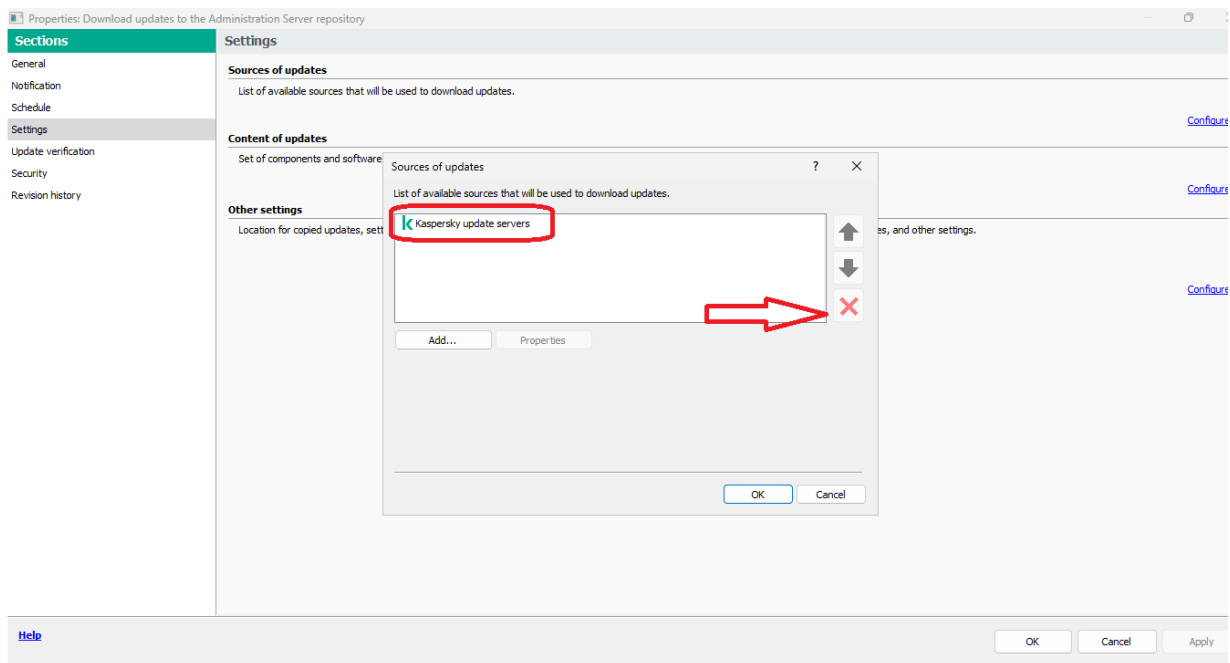 Properties: Download updates to the Administration Server repository
Sections
Settings
General
Notification
Schedule
Settings
Update verification
Security
Revision history
Sources of updates
List of available sources that will be used to download updates.
Configure
Content of updates
Set of components and software
Configure
Other settings
Location for copied updates, sett
es, and other settings.
Configure
Sources of updates
?
List of available sources that will be used to download updates.
Kaspersky update servers
Add...
Properties
OK
Cancel
Help
OK
Cancel
Apply